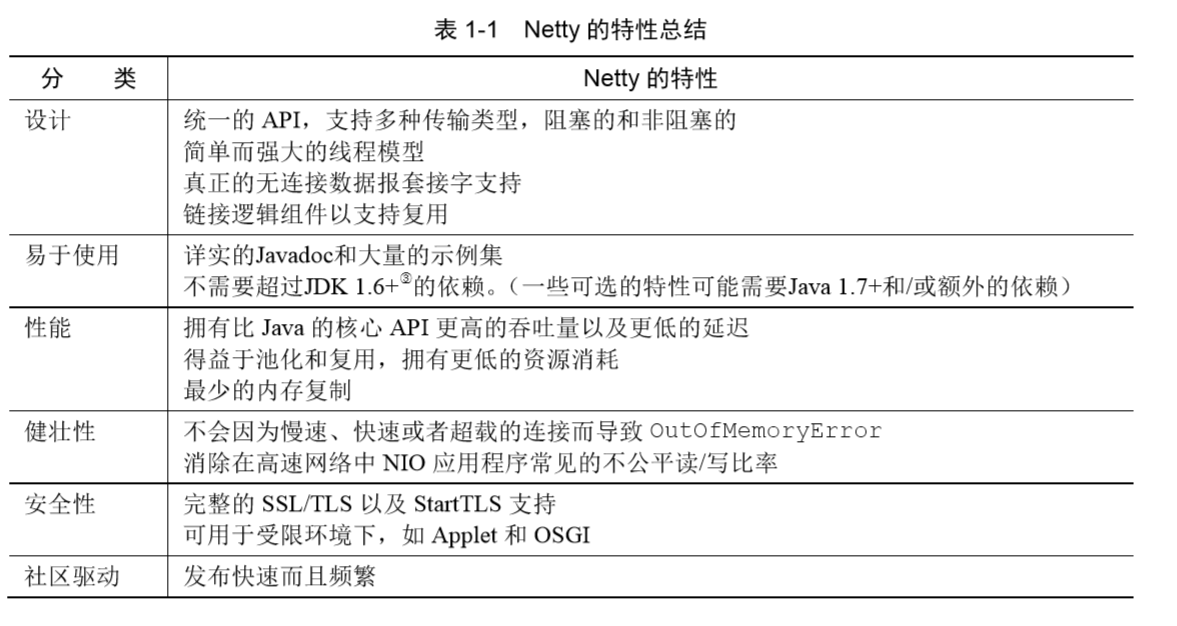 表 1-1 Netty 的特性总结
分 类 Netty 的特性
设计 统一的 API，支持多种传输类型，阻塞的和非阻塞的
简单而强大的线程模型
真正的无连接数据报套接字支持
链接逻辑组件以支持复用
易于使用 详实的Javadoc和大量的示例集
不需要超过JDK 1.6+③的依赖。（一些可选的特性可能需要Java 1.7+和/或额外的依赖）
性能 拥有比 Java 的核心 API 更高的吞吐量以及更低的延迟
得益于池化和复用，拥有更低的资源消耗
最少的内存复制
健壮性 不会因为慢速、快速或者超载的连接而导致 OutOfMemoryError
消除在高速网络中 NIO 应用程序常见的不公平读/写比率
安全性 完整的 SSL/TLS 以及 StartTLS 支持
可用于受限环境下，如 Applet 和 OSGI
社区驱动 发布快速而且频繁